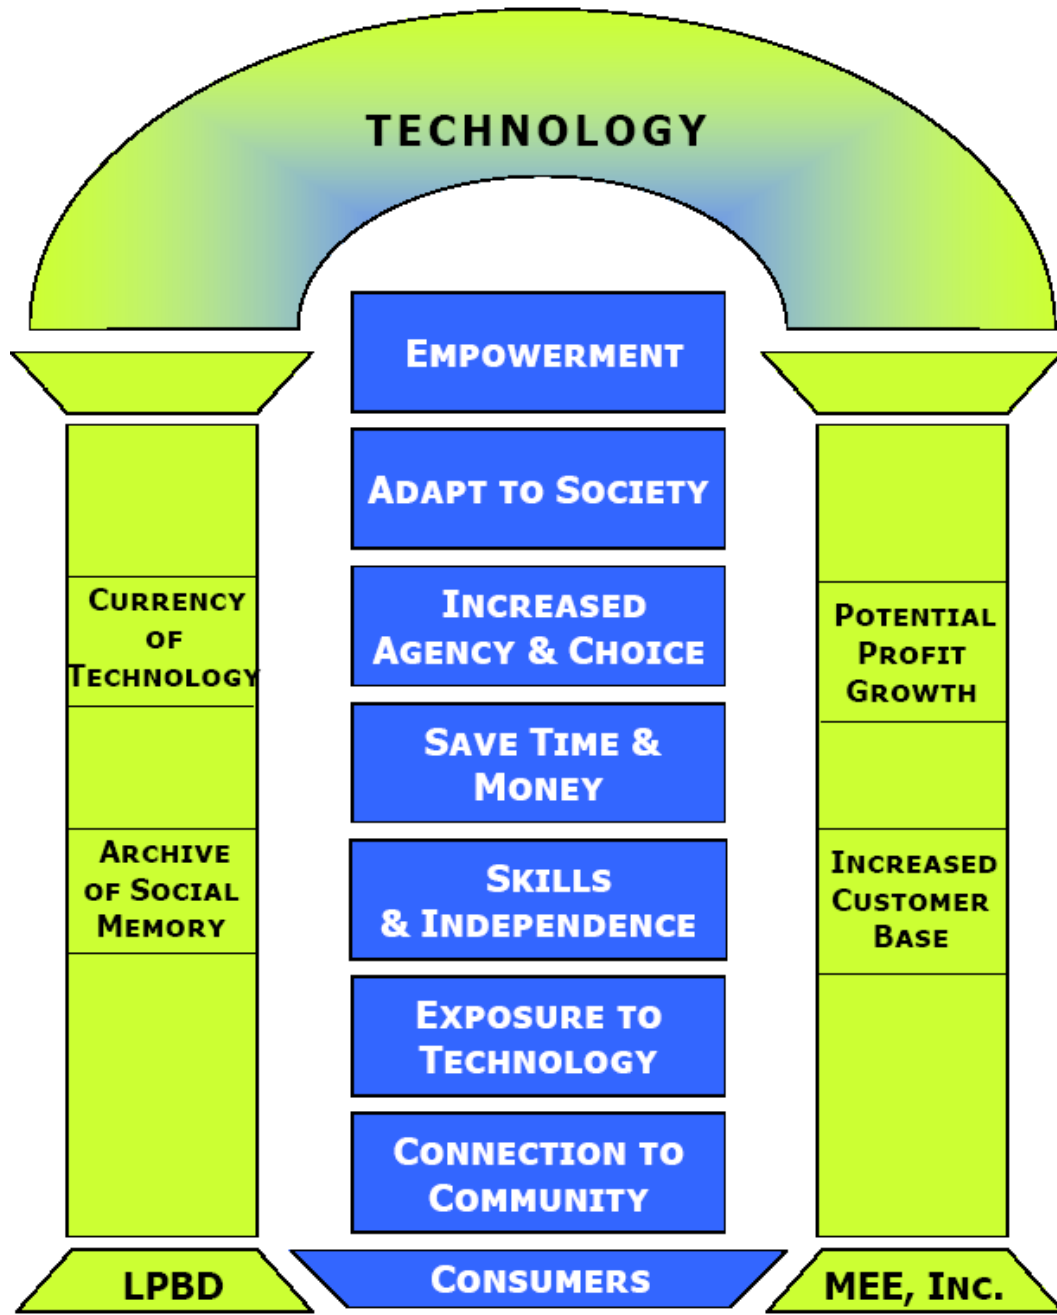 TECHNOLOGY
EMPOWERMENT
ADAPT TO SOCIETY
INCREASED
AGENCY & CHOICE
SAVE TIME &
MONEY
SKILLS
& INDEPENDENCE
EXPOSURE TO
TECHNOLOGY
CONNECTION TO
COMMUNITY
CONSUMERS
CURRENCY
OF
TECHNOLOGY
ARCHIVE
OF SOCIAL
MEMORY
LPBD
POTENTIAL
PROFIT
GROWTH
INCREASED
CUSTOMER
BASE
MEE, INC.